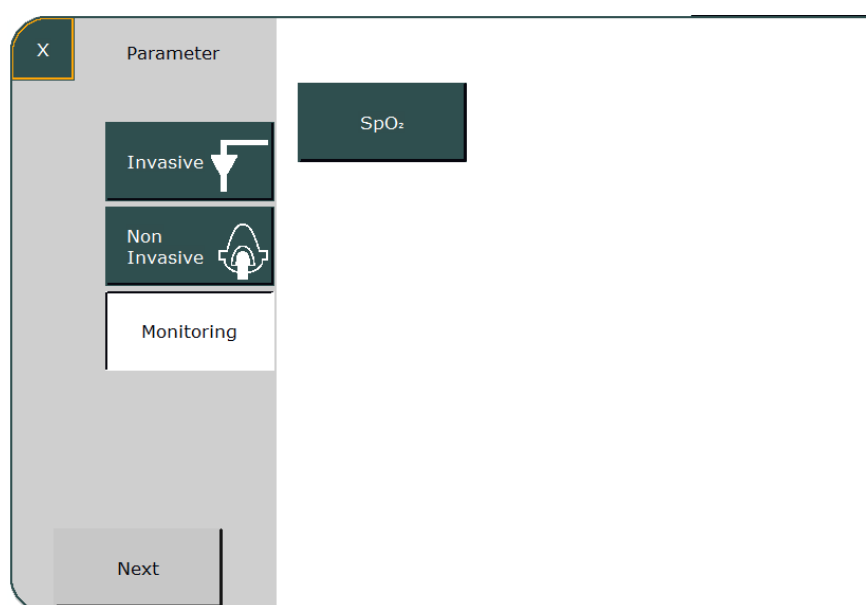 X
Parameter
SpO₂
Invasive
Non
Invasive
Monitoring
Next